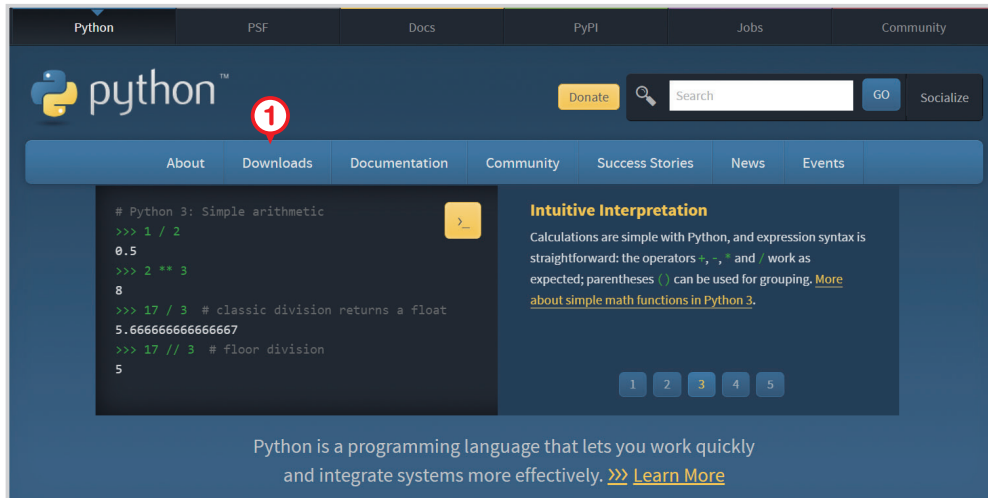 Python PSF Docs PyPI Jobs Community
python™
Donate Search GO Socialize
1
About Downloads Documentation Community Success Stories News Events
# Python 3: Simple arithmetic
>>> 1 / 2
0.5
>>> 2 ** 3
8
>>> 17 / 3  # classic division returns a float
5.666666666666667
>>> 17 // 3  # floor division
5
>_
Intuitive Interpretation
Calculations are simple with Python, and expression syntax is
straightforward: the operators +, -, * and / work as
expected; parentheses () can be used for grouping. More
about simple math functions in Python 3.
1 2 3 4 5
Python is a programming language that lets you work quickly
and integrate systems more effectively. >>> Learn More